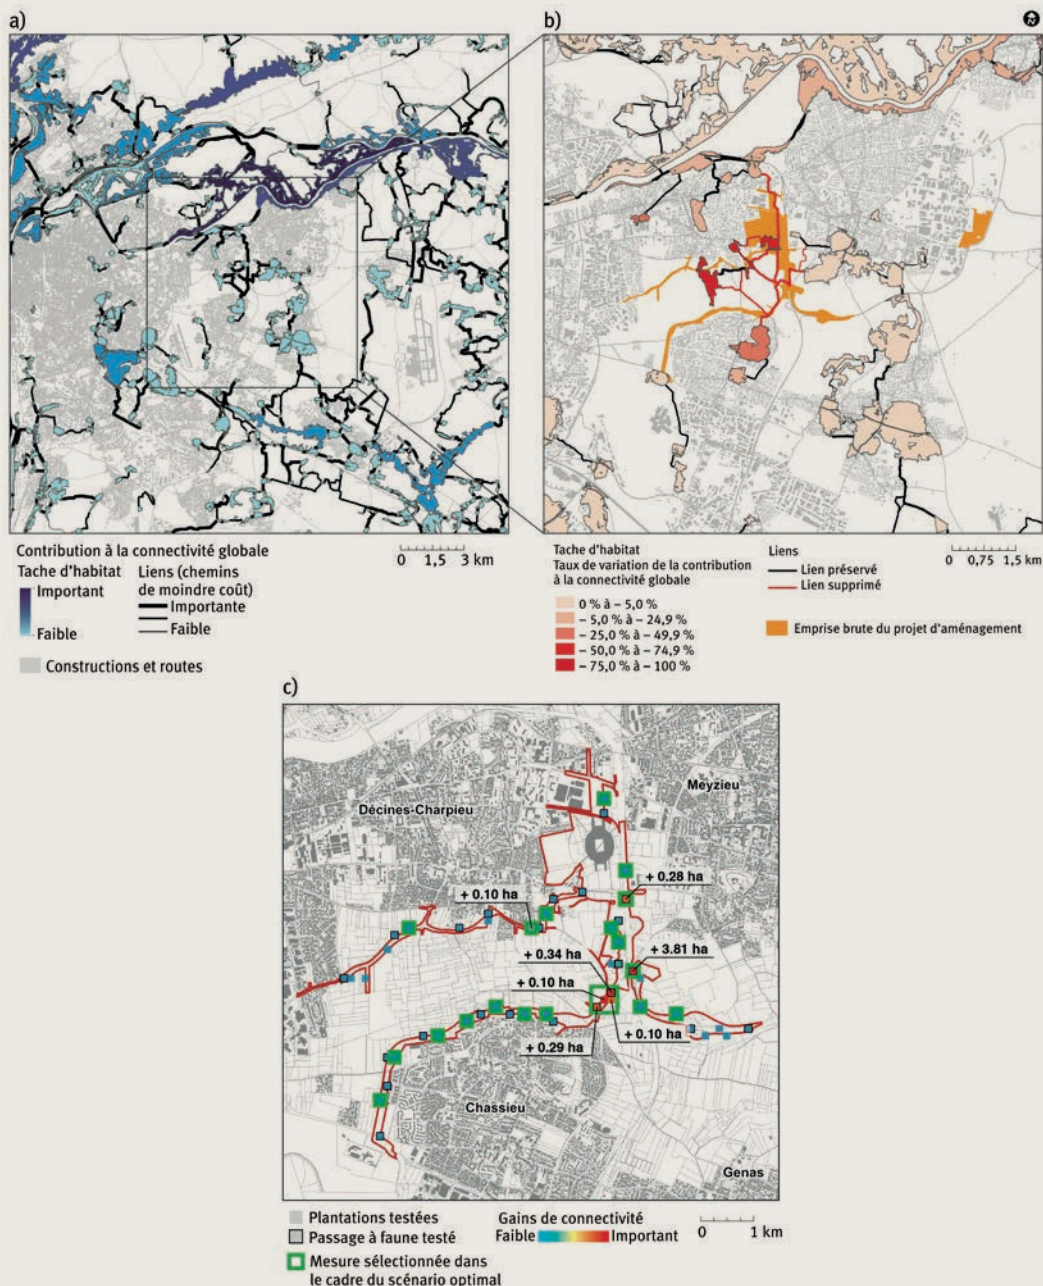 a)
b)
Contribution à la connectivité globale
Tache d'habitat
Important
Faible
Liens (chemins
de moindre coût)
Importante
Faible
0 1,5 3 km
Constructions et routes
Tache d'habitat
Taux de variation de la contribution
à la connectivité globale
0 % à – 5,0 %
– 5,0 % à – 24,9 %
– 25,0 % à – 49,9 %
– 50,0 % à – 74,9 %
– 75,0 % à – 100 %
Liens
Lien préservé
Lien supprimé
0 0,75 1,5 km
Emprise brute du projet d'aménagement
c)
Meyzieu
Décines-Charpieu
+ 0.28 ha
+ 0.10 ha
+ 0.34 ha
+ 3.81 ha
+ 0.10 ha
+ 0.10 ha
+ 0.29 ha
Chassieu
Genas
Plantations testées
Passage à faune testé
Mesure sélectionnée dans
le cadre du scénario optimal
Gains de connectivité
Faible Important
0 1 km